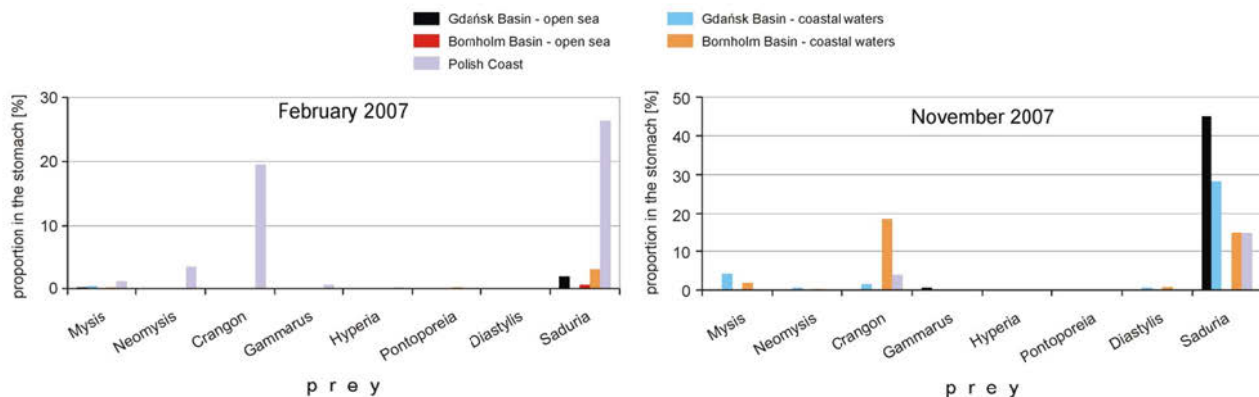 Gdańsk Basin - open sea
Gdańsk Basin - coastal waters
Bornholm Basin - open sea
Bornholm Basin - coastal waters
Polish Coast
February 2007
proportion in the stomach [%]
30
20
10
0
Mysis
Neomysis
Crangon
Gammarus
Hyperia
Pontoporeia
Diastylis
Saduria
prey
November 2007
proportion in the stomach [%]
50
40
30
20
10
0
Mysis
Neomysis
Crangon
Gammarus
Hyperia
Pontoporeia
Diastylis
Saduria
prey